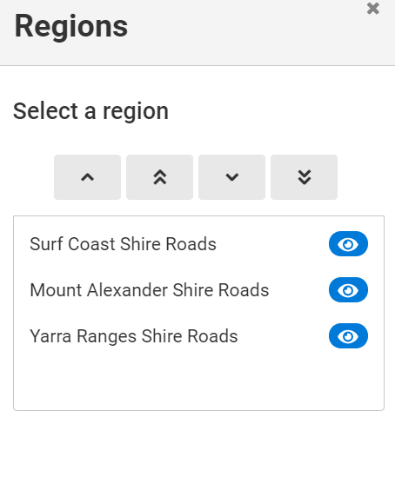 Regions
Select a region
Surf Coast Shire Roads
Mount Alexander Shire Roads
Yarra Ranges Shire Roads